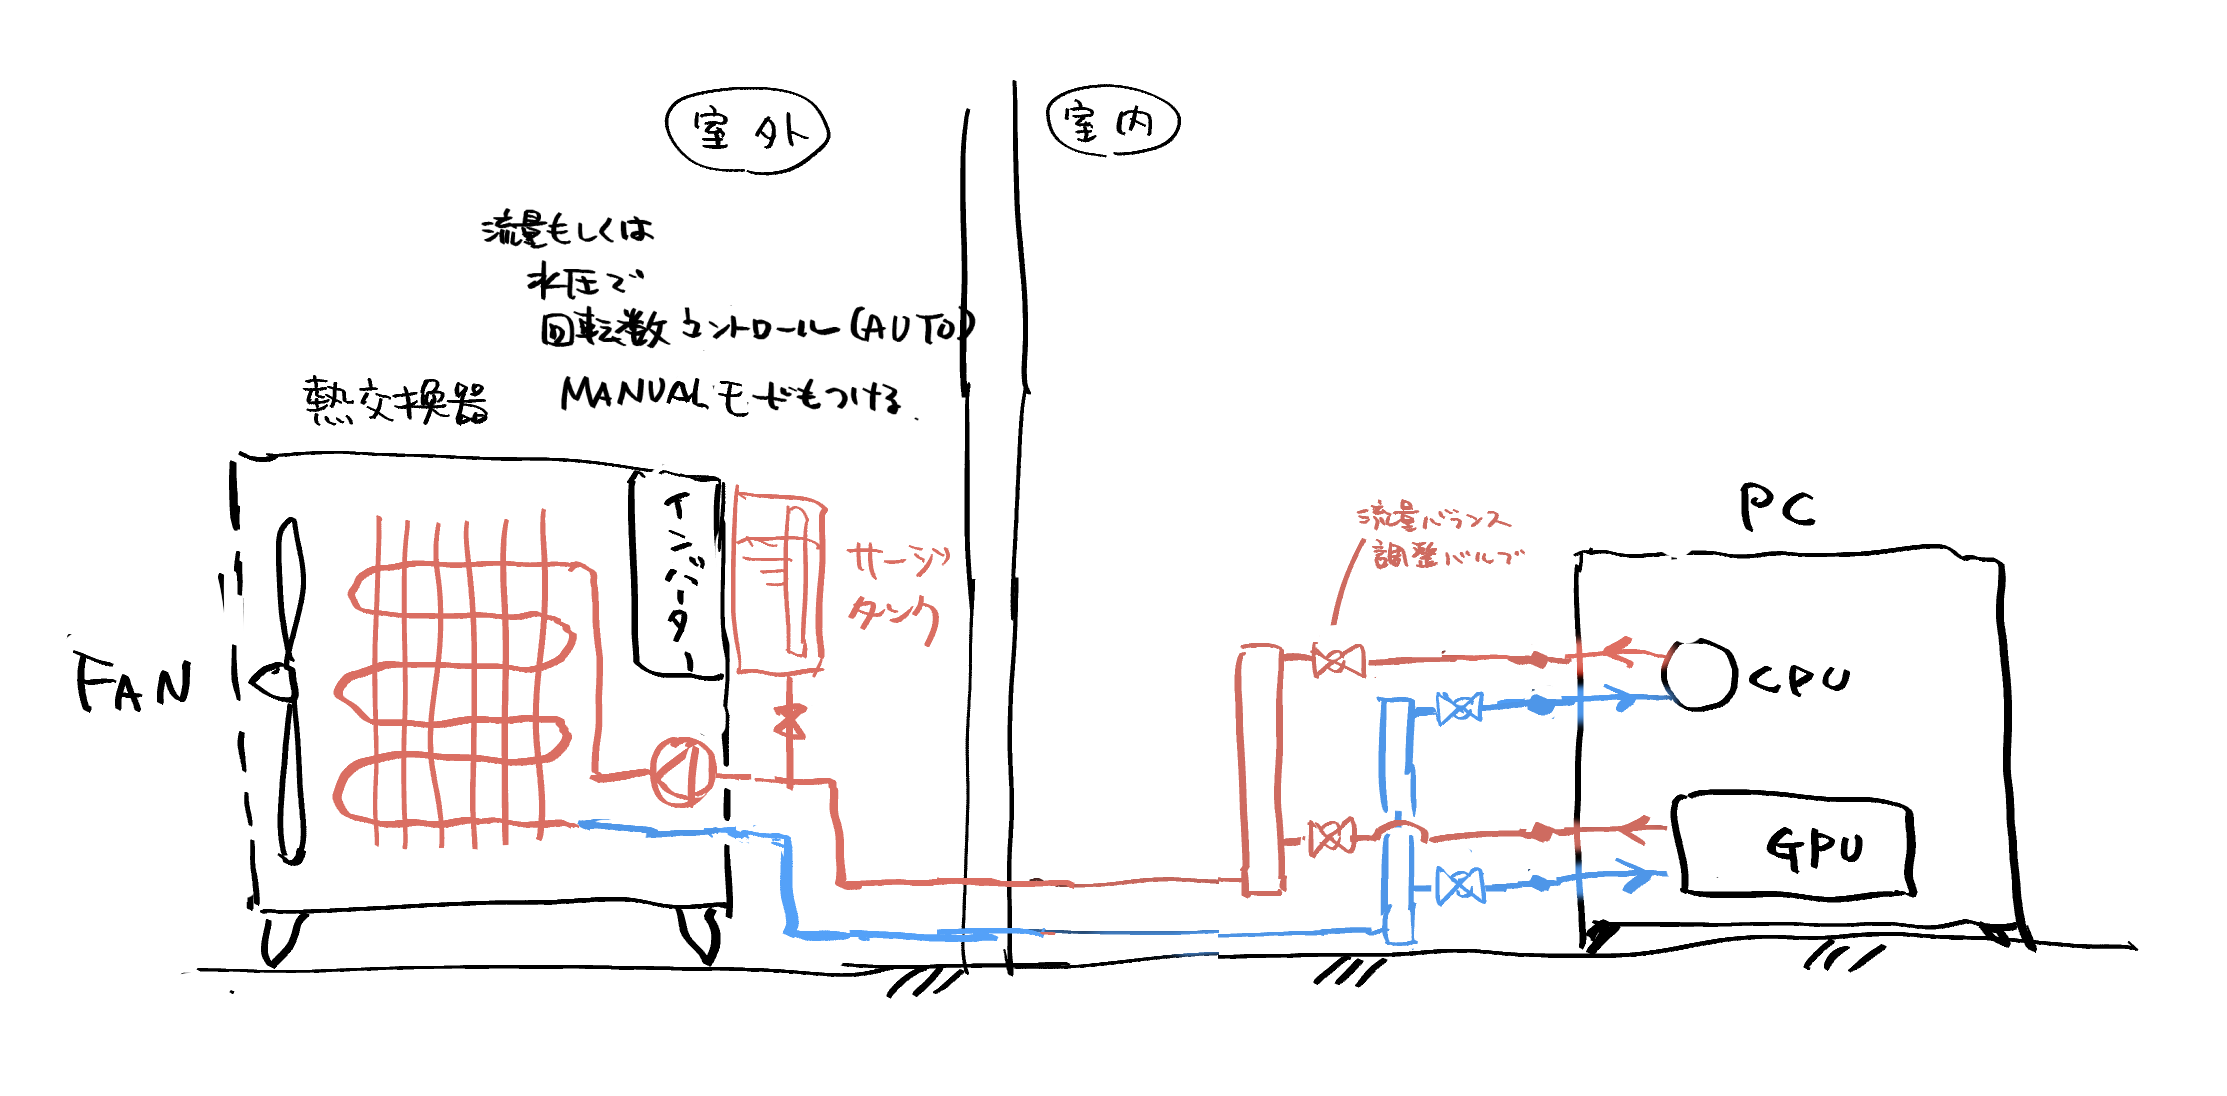 室外
室内
流量もしくは
水圧で
回転数コントロール(AUTO)
MANUALモードもつける
熱交換器
インバーター
サージ
タンク
FAN
流量バランス
調整バルブ
PC
CPU
GPU